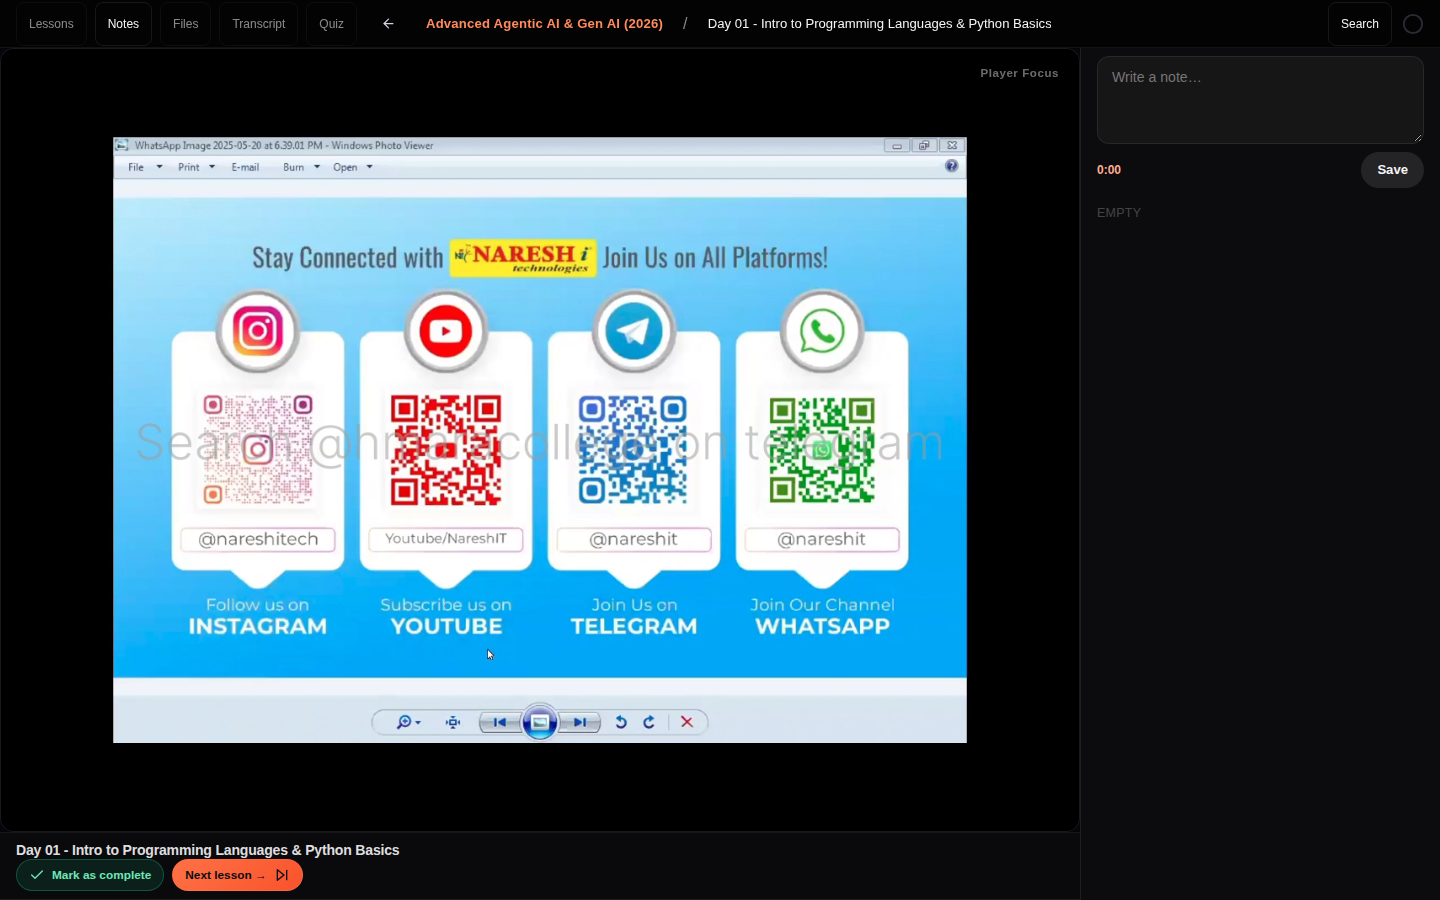 Lessons
Notes
Files
Transcript
Quiz
Advanced Agentic AI & Gen AI (2026) / Day 01 - Intro to Programming Languages & Python Basics
Search
Player Focus
Write a note…
0:00
Save
EMPTY
WhatsApp Image 2025-05-20 at 6.39.01 PM - Windows Photo Viewer
File
Print
E-mail
Burn
Open
Stay Connected with NARESH i technologies Join Us on All Platforms!
Search @hmaracollege on telegram
@nareshitech
Youtube/NareshIT
@nareshit
@nareshit
Follow us on
INSTAGRAM
Subscribe us on
YOUTUBE
Join Us on
TELEGRAM
Join Our Channel
WHATSAPP
Day 01 - Intro to Programming Languages & Python Basics
Mark as complete
Next lesson →